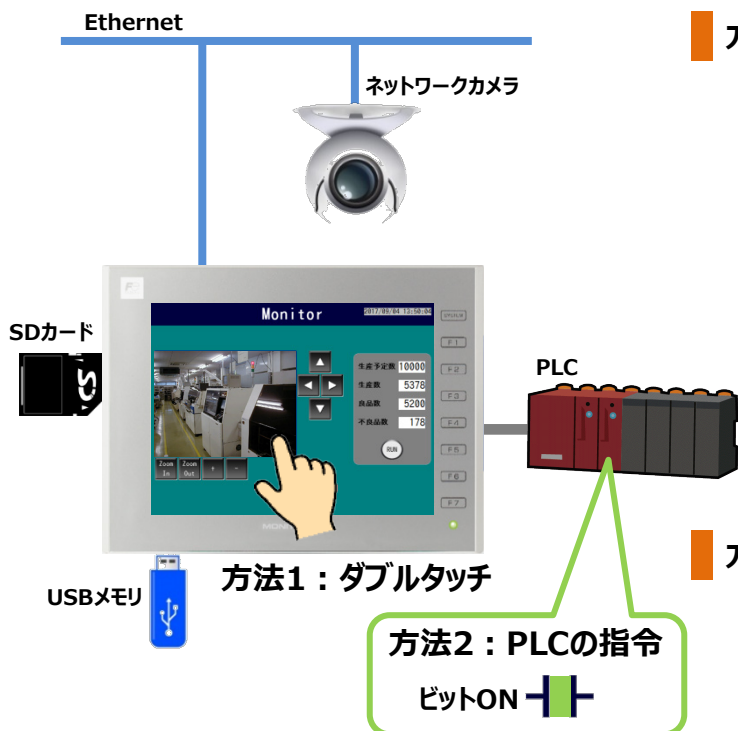 Ethernet
ネットワークカメラ
SDカード
Monitor
2017/09/04 13:50:04
生産予定数 10000
生産数 5378
良品数 5200
不良品数 178
RUN
Zoom In
Zoom Out
+
-
F1
F2
F3
F4
F5
F6
F7
PLC
USBメモリ
方法1：ダブルタッチ
方法2：PLCの指令
ビットON